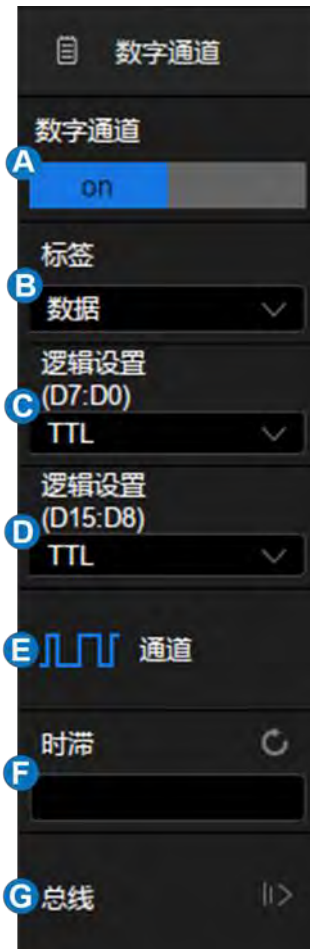 数字通道
数字通道
A
on
标签
B
数据
逻辑设置
C (D7:D0)
TTL
逻辑设置
D (D15:D8)
TTL
E 通道
时滞
F
G 总线